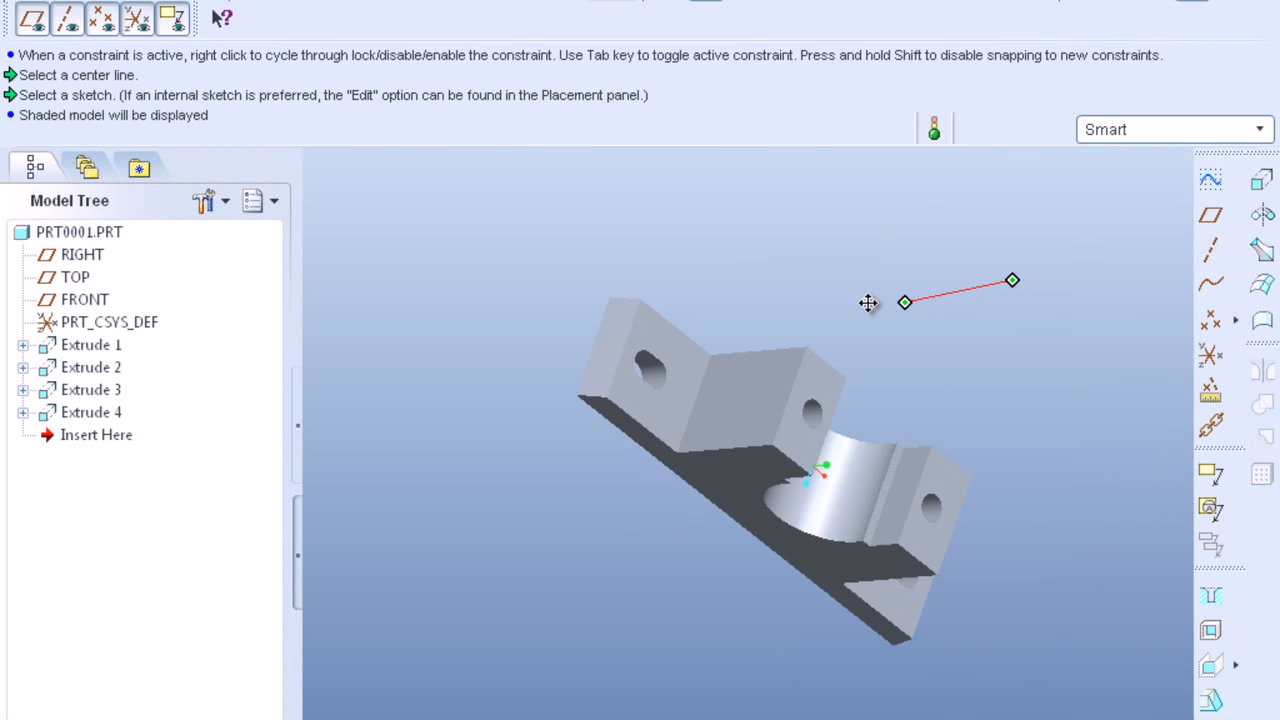 When a constraint is active, right click to cycle through lock/disable/enable the constraint. Use Tab key to toggle active constraint. Press and hold Shift to disable snapping to new constraints.
Select a center line.
Select a sketch. (If an internal sketch is preferred, the "Edit" option can be found in the Placement panel.)
Shaded model will be displayed
Smart
Model Tree
PRT0001.PRT
RIGHT
TOP
FRONT
PRT_CSYS_DEF
Extrude 1
Extrude 2
Extrude 3
Extrude 4
Insert Here